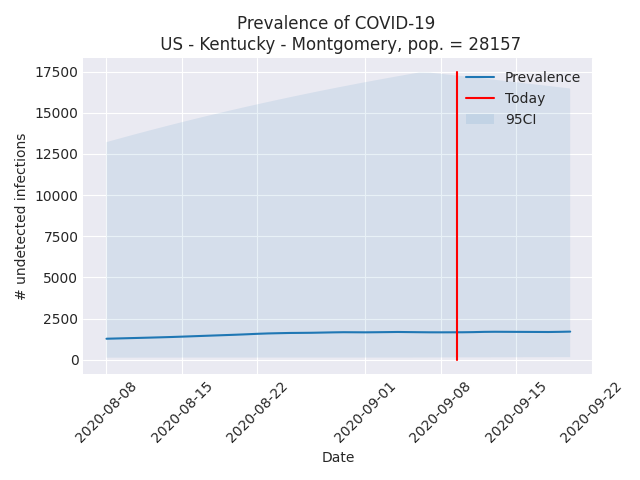 Prevalence of COVID-19
US - Kentucky - Montgomery, pop. = 28157
17500
15000
12500
10000
7500
5000
2500
0
# undetected infections
Prevalence
Today
95CI
2020-08-08
2020-08-15
2020-08-22
2020-09-01
2020-09-08
2020-09-15
2020-09-22
Date